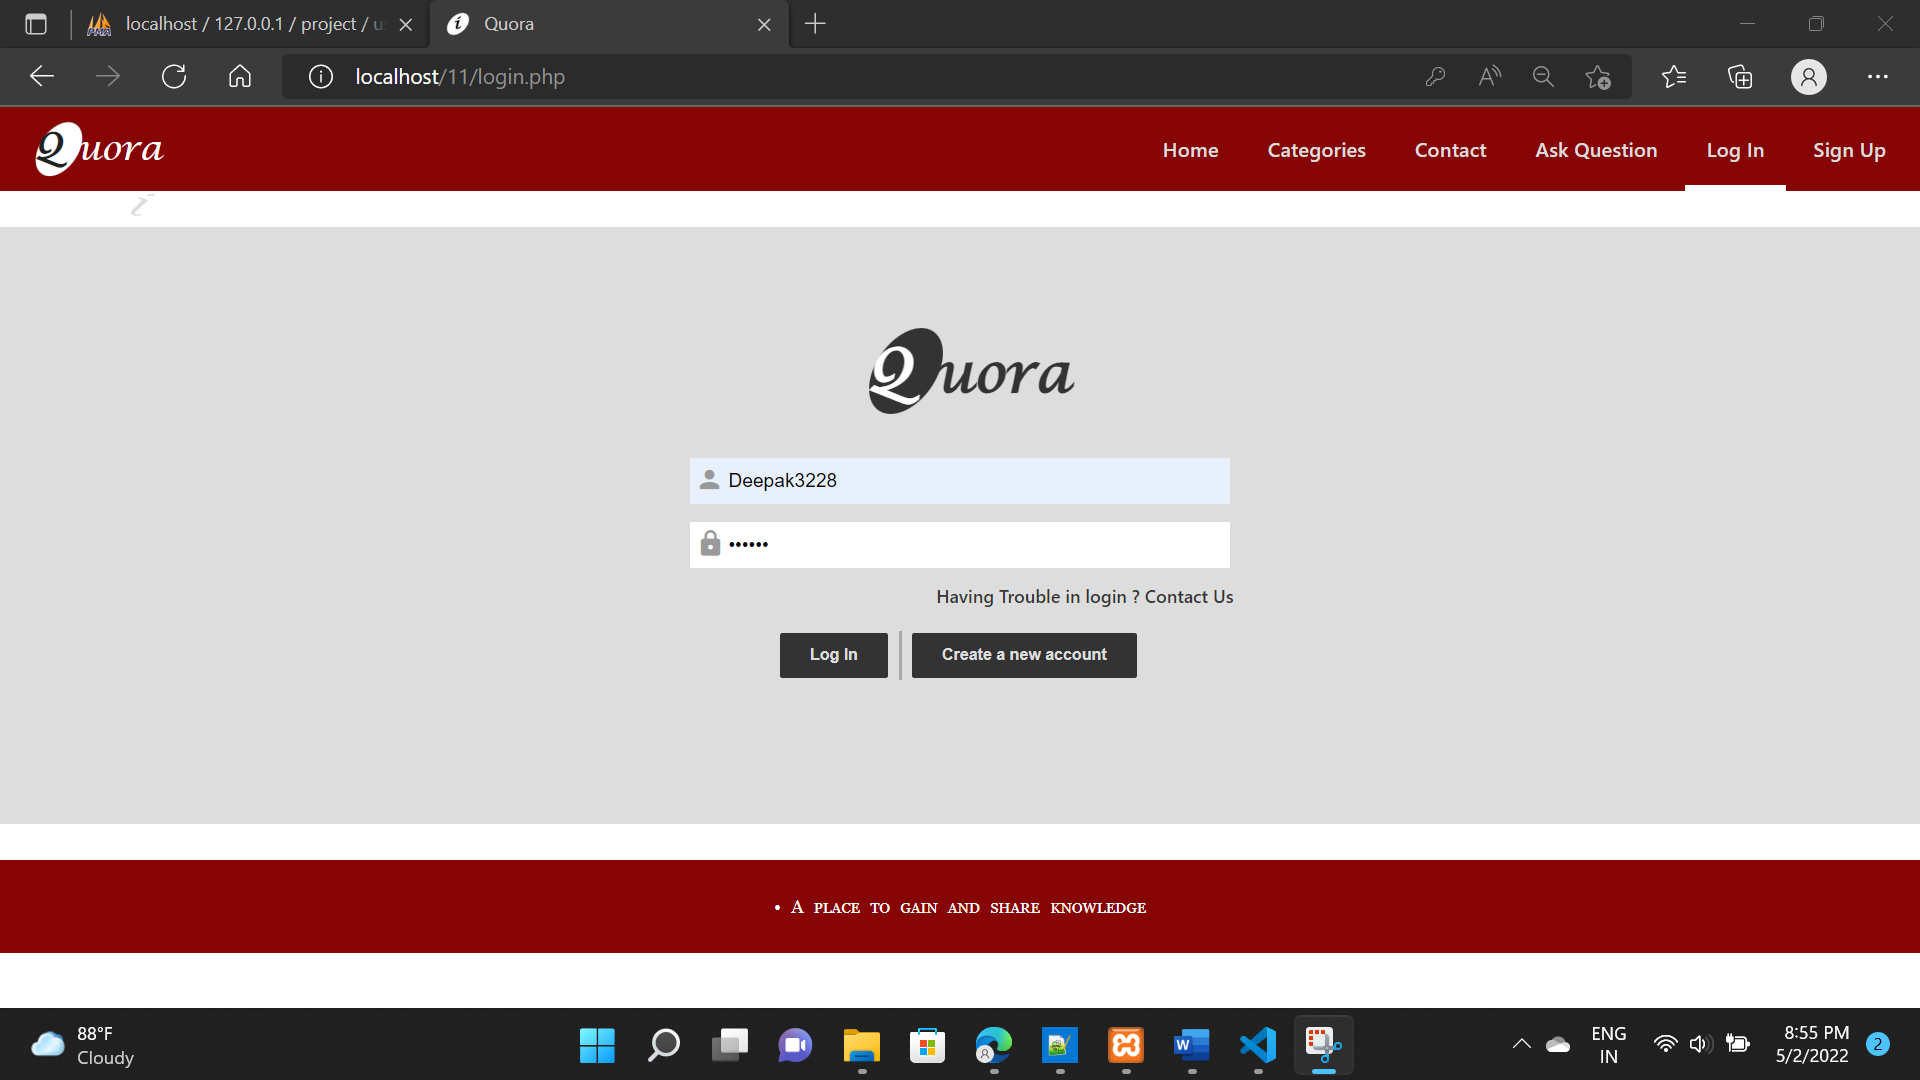 localhost / 127.0.0.1 / project / u
Quora
localhost/11/login.php
Quora
Home
Categories
Contact
Ask Question
Log In
Sign Up
i
Quora
Deepak3228
••••••
Having Trouble in login ? Contact Us
Log In
Create a new account
• A PLACE TO GAIN AND SHARE KNOWLEDGE
88°F
Cloudy
ENG
IN
8:55 PM
5/2/2022
2